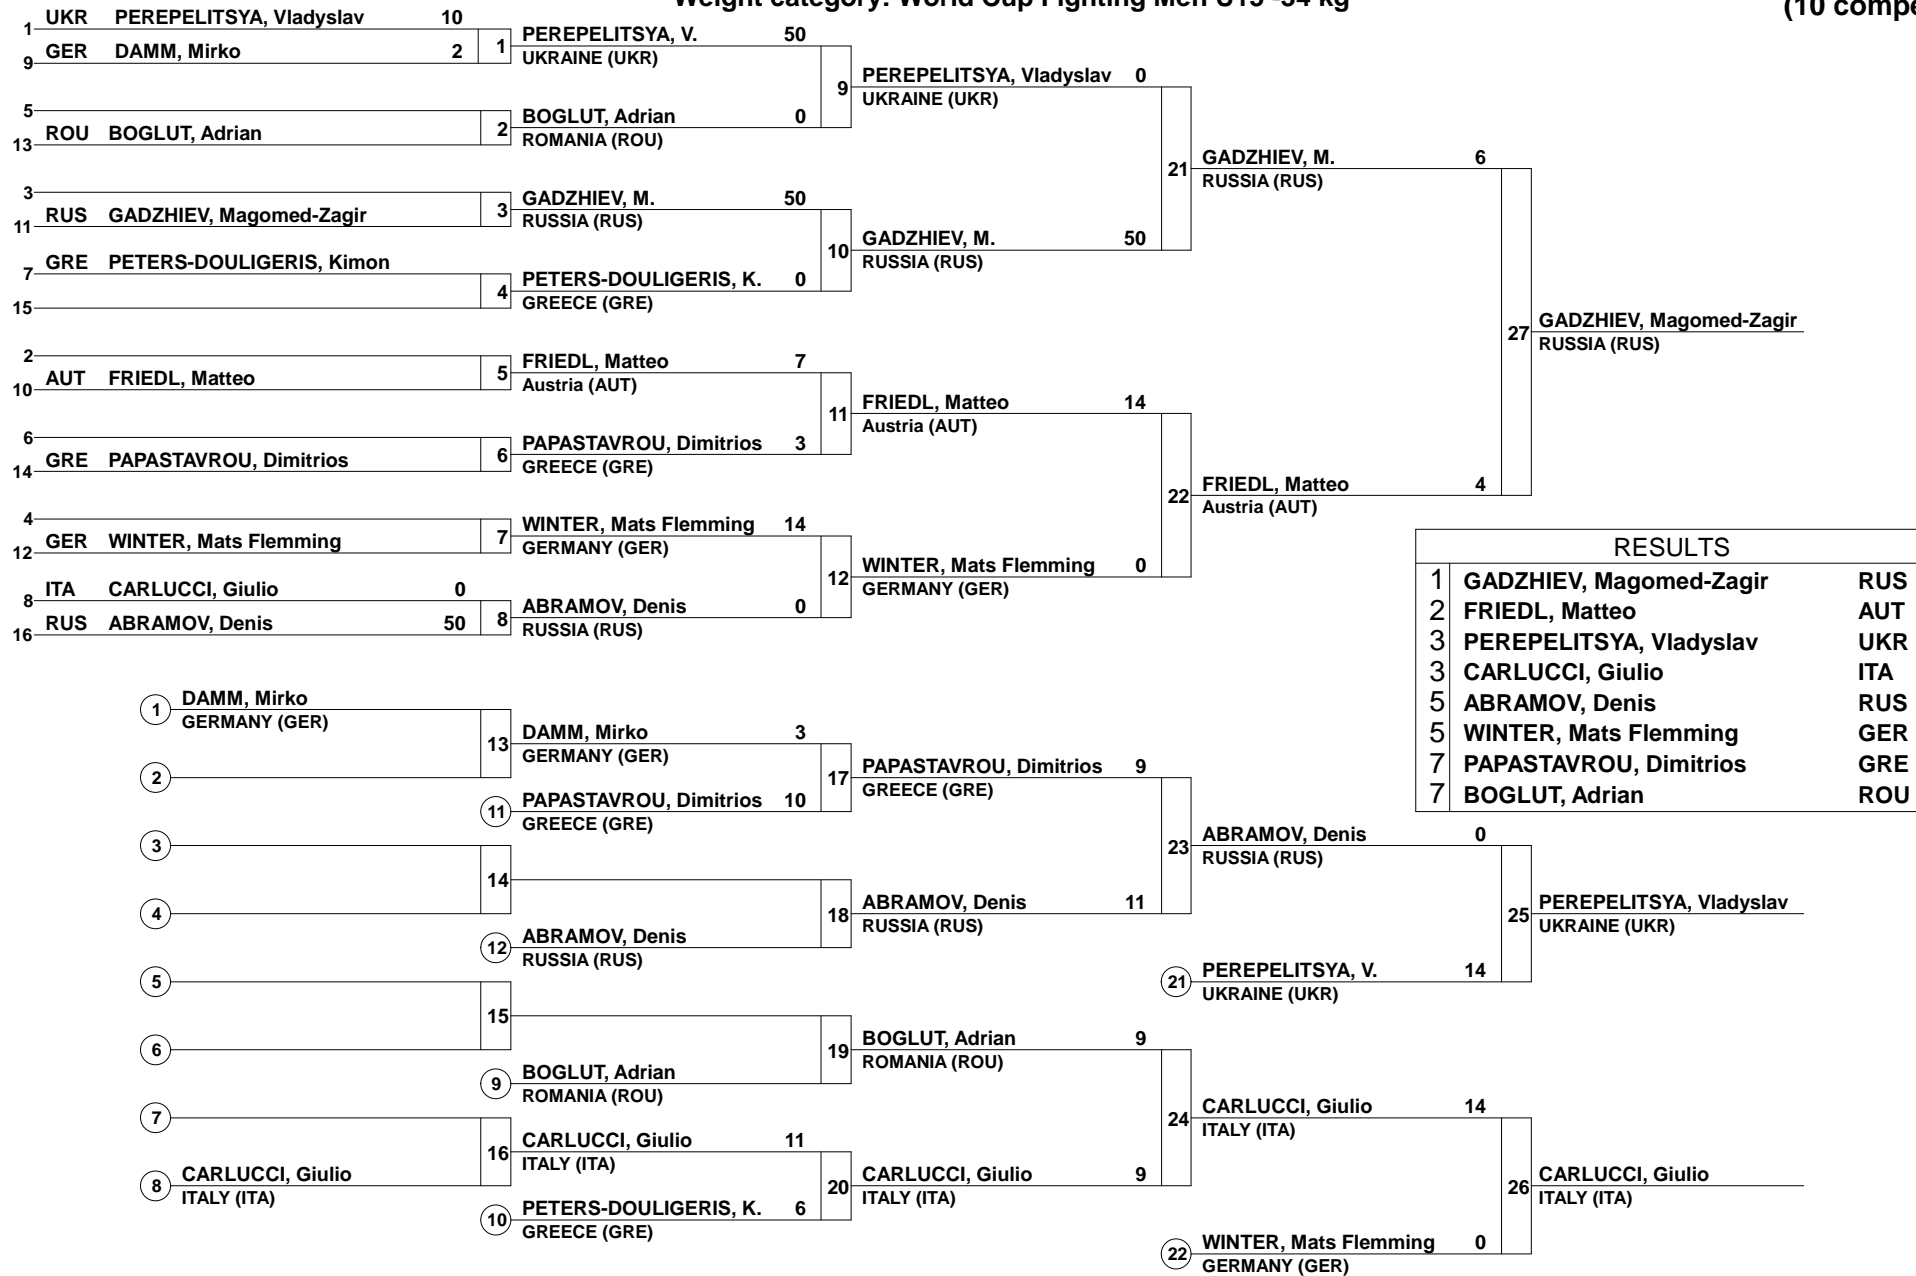 Weight category: World Cup Fighting Men U15 -34 kg
(10 compe
1 UKR PEREPELITSYA, Vladyslav 10
9 GER DAMM, Mirko 2
1
PEREPELITSYA, V. 50
UKRAINE (UKR)
5
13 ROU BOGLUT, Adrian
2
BOGLUT, Adrian 0
ROMANIA (ROU)
9
PEREPELITSYA, Vladyslav 0
UKRAINE (UKR)
3
11 RUS GADZHIEV, Magomed-Zagir
3
GADZHIEV, M. 50
RUSSIA (RUS)
7 GRE PETERS-DOULIGERIS, Kimon
15
4
PETERS-DOULIGERIS, K. 0
GREECE (GRE)
10
GADZHIEV, M. 50
RUSSIA (RUS)
21
GADZHIEV, M. 6
RUSSIA (RUS)
2
10 AUT FRIEDL, Matteo
5
FRIEDL, Matteo 7
Austria (AUT)
6
14 GRE PAPASTAVROU, Dimitrios
6
PAPASTAVROU, Dimitrios 3
GREECE (GRE)
11
FRIEDL, Matteo 14
Austria (AUT)
4
12 GER WINTER, Mats Flemming
7
WINTER, Mats Flemming 14
GERMANY (GER)
8 ITA CARLUCCI, Giulio 0
16 RUS ABRAMOV, Denis 50
8
ABRAMOV, Denis 0
RUSSIA (RUS)
12
WINTER, Mats Flemming 0
GERMANY (GER)
22
FRIEDL, Matteo 4
Austria (AUT)
27
GADZHIEV, Magomed-Zagir
RUSSIA (RUS)
RESULTS
1 GADZHIEV, Magomed-Zagir RUS
2 FRIEDL, Matteo AUT
3 PEREPELITSYA, Vladyslav UKR
3 CARLUCCI, Giulio ITA
5 ABRAMOV, Denis RUS
5 WINTER, Mats Flemming GER
7 PAPASTAVROU, Dimitrios GRE
7 BOGLUT, Adrian ROU
1 DAMM, Mirko
GERMANY (GER)
2
13
DAMM, Mirko 3
GERMANY (GER)
11 PAPASTAVROU, Dimitrios 10
GREECE (GRE)
17
PAPASTAVROU, Dimitrios 9
GREECE (GRE)
3
4
14
12 ABRAMOV, Denis
RUSSIA (RUS)
18
ABRAMOV, Denis 11
RUSSIA (RUS)
23
ABRAMOV, Denis 0
RUSSIA (RUS)
21 PEREPELITSYA, V. 14
UKRAINE (UKR)
25
PEREPELITSYA, Vladyslav
UKRAINE (UKR)
5
6
15
9 BOGLUT, Adrian
ROMANIA (ROU)
19
BOGLUT, Adrian 9
ROMANIA (ROU)
7
8 CARLUCCI, Giulio
ITALY (ITA)
16
CARLUCCI, Giulio 11
ITALY (ITA)
10 PETERS-DOULIGERIS, K. 6
GREECE (GRE)
20
CARLUCCI, Giulio 9
ITALY (ITA)
24
CARLUCCI, Giulio 14
ITALY (ITA)
22 WINTER, Mats Flemming 0
GERMANY (GER)
26
CARLUCCI, Giulio
ITALY (ITA)